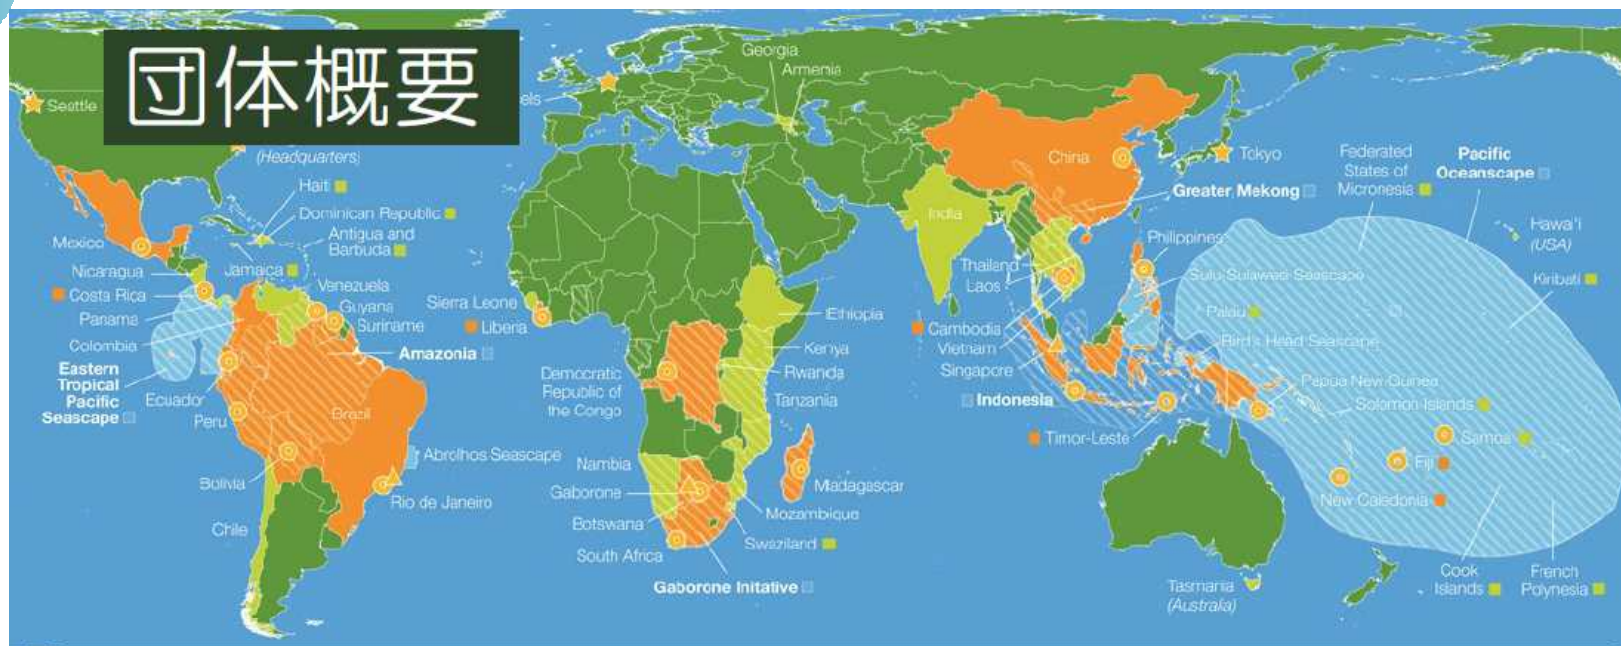 団体概要
Georgia
Armenia
Seattle
els
(Headquarters)
Haiti
Dominican Republic
Antigua and
Barbuda
Mexico
Jamaica
Nicaragua
Venezuela
Costa Rica
Guyana
Panama
Suriname
Colombia
Amazonia
Eastern
Tropical
Pacific
Seascape
Ecuador
Peru
Brazil
Bolivia
Abrolhos Seascape
Rio de Janeiro
Chile
Sierra Leone
Liberia
Ethiopia
Kenya
Rwanda
Democratic
Republic of
the Congo
Tanzania
Nambia
Gaborone
Madagascar
Botswana
Mozambique
South Africa
Swaziland
Gaborone Initative
China
Tokyo
Greater Mekong
India
Federated
States of
Micronesia
Pacific
Oceanscape
Hawa'i
(USA)
Philippines
Thailand
Laos
Sulu-Sulawesi Seascape
Kiribati
Palau
Cambodia
Vietnam
Singapore
Bird's Head Seascape
Indonesia
Papua New Guinea
Solomon Islands
Timor-Leste
Samoa
Fiji
New Caledonia
Tasmania
(Australia)
Cook
Islands
French
Polynesia